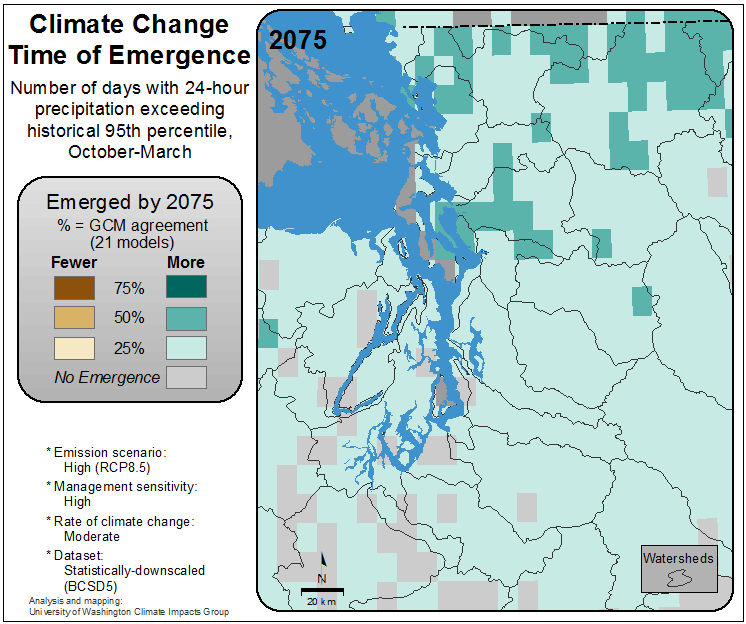 Climate Change
Time of Emergence
Number of days with 24-hour
precipitation exceeding
historical 95th percentile,
October-March
Emerged by 2075
% = GCM agreement
(21 models)
Fewer More
75%
50%
25%
No Emergence
* Emission scenario:
High (RCP8.5)
* Management sensitivity:
High
* Rate of climate change:
Moderate
* Dataset:
Statistically-downscaled
(BCSD5)
Analysis and mapping:
University of Washington Climate Impacts Group
2075
N
20 km
Watersheds